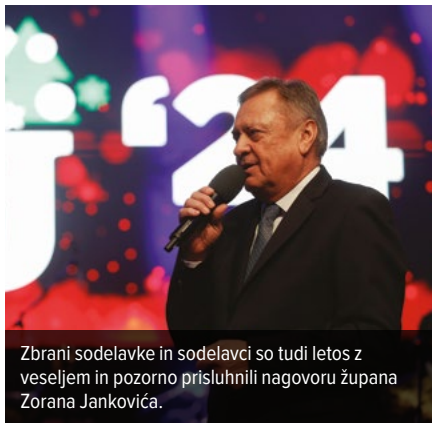 U '24
Zbrani sodelavke in sodelavci so tudi letos z
veseljem in pozorno prisluhnili nagovoru župana
Zorana Jankovića.